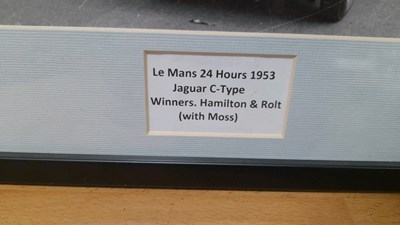 Le Mans 24 Hours 1953
Jaguar C-Type
Winners. Hamilton & Rolt
(with Moss)